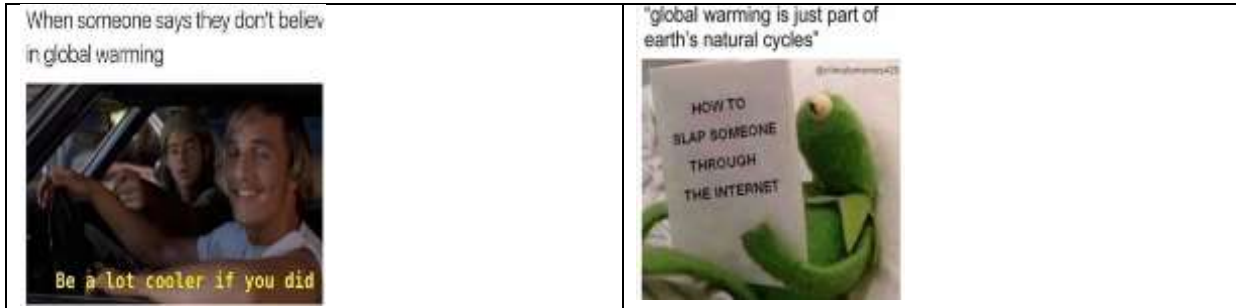 When someone says they don't believ
in global warming
Be a lot cooler if you did
"global warming is just part of
earth's natural cycles"
HOW TO
SLAP SOMEONE
THROUGH
THE INTERNET